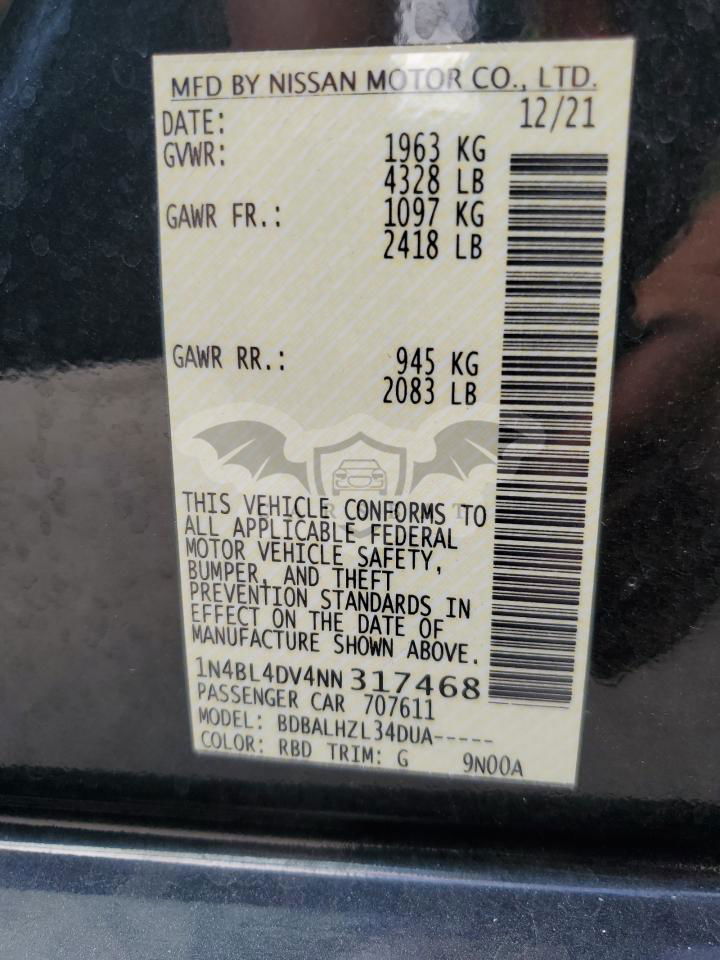 MFD BY NISSAN MOTOR CO., LTD.
DATE: 12/21
GVWR: 1963 KG
4328 LB
GAWR FR.: 1097 KG
2418 LB
GAWR RR.: 945 KG
2083 LB
THIS VEHICLE CONFORMS TO
ALL APPLICABLE FEDERAL
MOTOR VEHICLE SAFETY,
BUMPER, AND THEFT
PREVENTION STANDARDS IN
EFFECT ON THE DATE OF
MANUFACTURE SHOWN ABOVE.
1N4BL4DV4NN317468
PASSENGER CAR 707611
MODEL: BDBALHZL34DUA-----
COLOR: RBD TRIM: G 9N00A